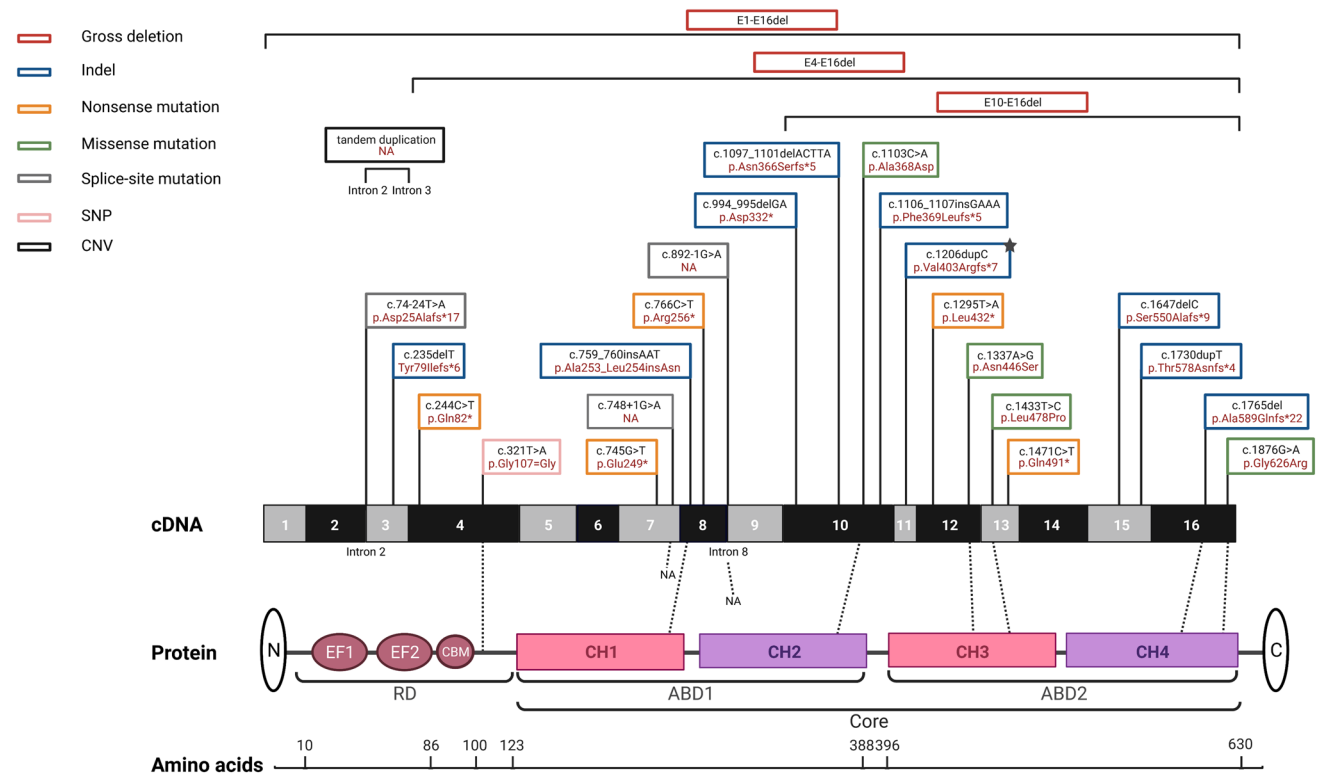 E1-E16del
Gross deletion
E4-E16del
Indel
E10-E16del
Nonsense mutation
tandem duplication
NA
Intron 2 Intron 3
Missense mutation
Splice-site mutation
SNP
CNV
c.1097_1101delACTTA
p.Asn366Serfs*5
c.1103C>A
p.Ala368Asp
c.994_995delGA
p.Asp332*
c.1106_1107insGAAA
p.Phe369Leufs*5
c.892-1G>A
NA
c.1206dupC
p.Val403Argfs*7
c.74-24T>A
p.Asp25Alafs*17
c.766C>T
p.Arg256*
c.1295T>A
p.Leu432*
c.1647delC
p.Ser550Alafs*9
c.235delT
Tyr79Ilefs*6
c.759_760insAAT
p.Ala253_Leu254insAsn
c.1337A>G
p.Asn446Ser
c.1730dupT
p.Thr578Asnfs*4
c.244C>T
p.Gln82*
c.748+1G>A
NA
c.1433T>C
p.Leu478Pro
c.1765del
p.Ala589Glnfs*22
c.321T>A
p.Gly107=Gly
c.745G>T
p.Glu249*
c.1471C>T
p.Gln491*
c.1876G>A
p.Gly626Arg
cDNA 1 2 3 4 5 6 7 8 9 10 11 12 13 14 15 16
Intron 2 Intron 8
NA
NA
Protein N EF1 EF2 CBM CH1 CH2 CH3 CH4 C
RD ABD1 ABD2
Core
10 86 100 123 388 396 630
Amino acids